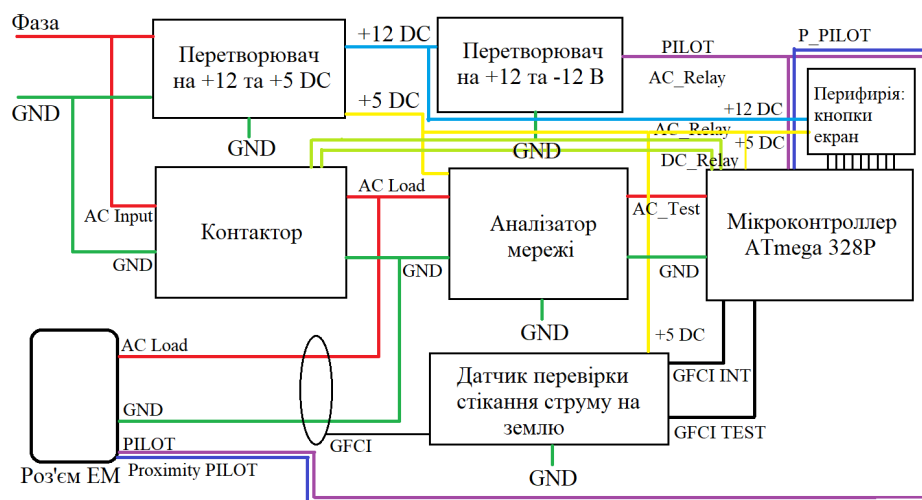 Фаза
+12 DC
P_PILOT
PILOT
Перетворювач
на +12 та +5 DC
Перетворювач
на +12 та -12 В
AC_Relay
GND
+5 DC
+12 DC
Перифирія:
кнопки
екран
GND
GND
AC_Relay
DC_Relay
+5 DC
AC Load
AC Input
Контактор
Аналізатор
мережі
AC_Test
Мікроконтроллер
ATmega 328P
GND
GND
GND
GND
+5 DC
AC Load
GND
Датчик перевірки
стікання струму на
землю
GFCI INT
GFCI TEST
GFCI
PILOT
Proximity PILOT
Роз'єм ЕМ
GND